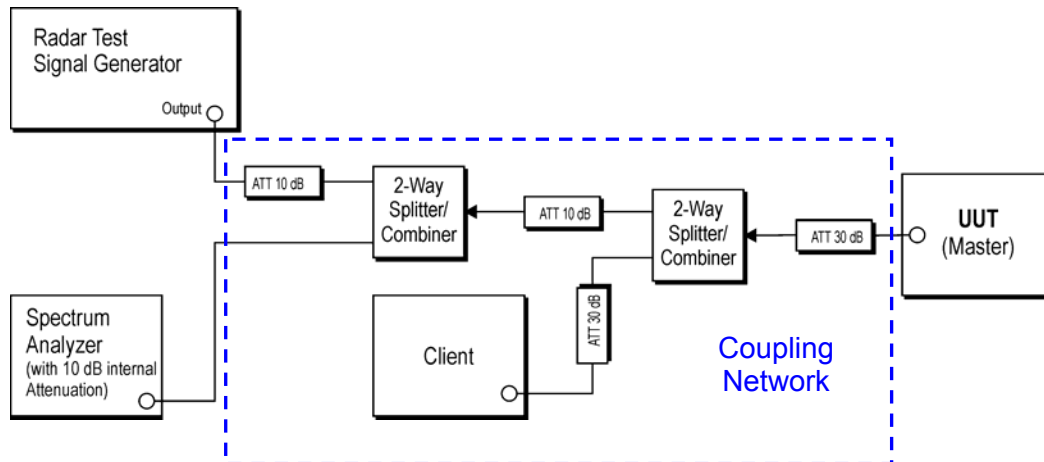 Radar Test
Signal Generator
Output
ATT 10 dB
2-Way
Splitter/
Combiner
ATT 10 dB
2-Way
Splitter/
Combiner
ATT 30 dB
UUT
(Master)
Spectrum
Analyzer
(with 10 dB internal
Attenuation)
Client
ATT 30 dB
Coupling
Network